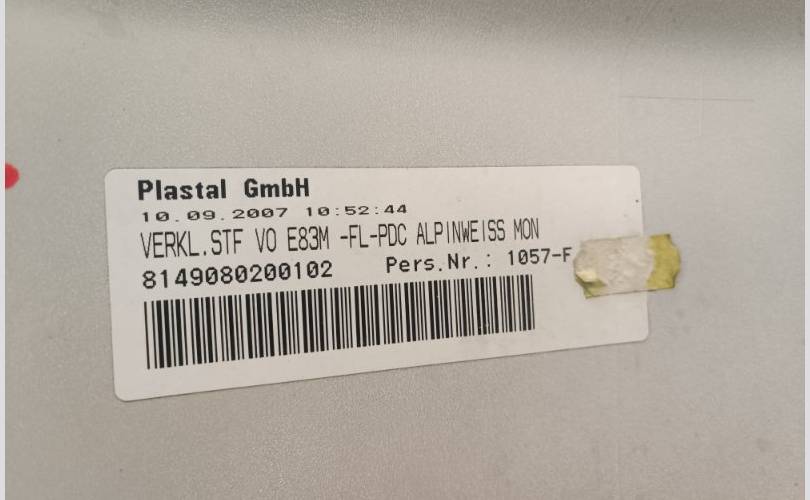 Plastal GmbH
10.09.2007 10:52:44
VERKL.STF VO E83M -FL-PDC ALPINWEISS MON
8149080200102 Pers.Nr.: 1057-F